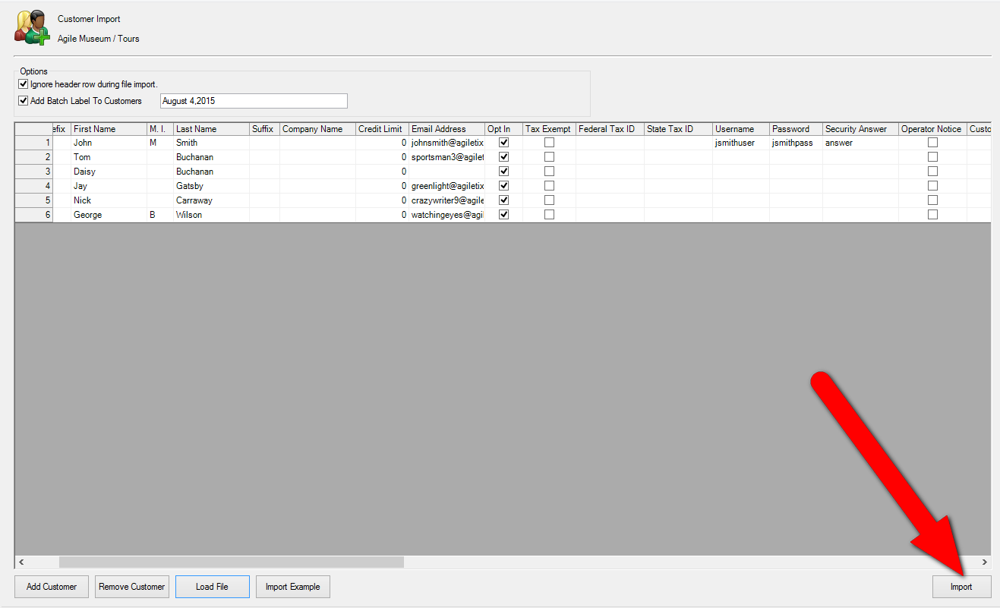 Customer Import
Agile Museum / Tours
Options
Ignore header row during file import.
Add Batch Label To Customers August 4,2015
efix First Name M. I. Last Name Suffix Company Name Credit Limit Email Address Opt In Tax Exempt Federal Tax ID State Tax ID Username Password Security Answer Operator Notice Custo
1 John M Smith 0 johnsmith@agiletix jsmithuser jsmithpass answer
2 Tom Buchanan 0 sportsman3@agilet
3 Daisy Buchanan 0
4 Jay Gatsby 0 greenlight@agiletix
5 Nick Carraway 0 crazywriter9@agile
6 George B Wilson 0 watchingeyes@agil
Add Customer Remove Customer Load File Import Example Import